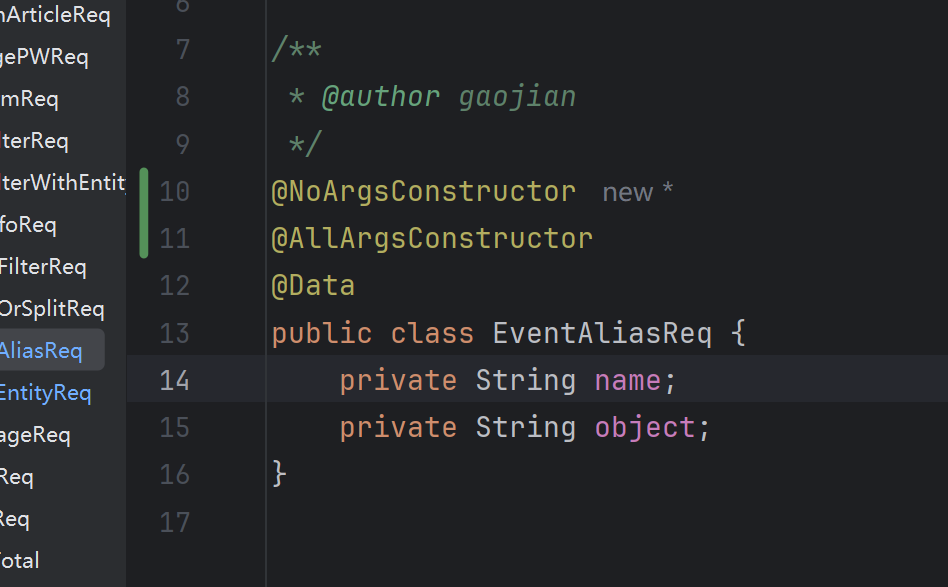 nArticleReq
gePWReq
mReq
lterReq
lterWithEntit
foReq
FilterReq
OrSplitReq
AliasReq
EntityReq
ageReq
Req
Req
otal
6
7 /**
8 * @author gaojian
9 */
10 @NoArgsConstructor new *
11 @AllArgsConstructor
12 @Data
13 public class EventAliasReq {
14 private String name;
15 private String object;
16 }
17